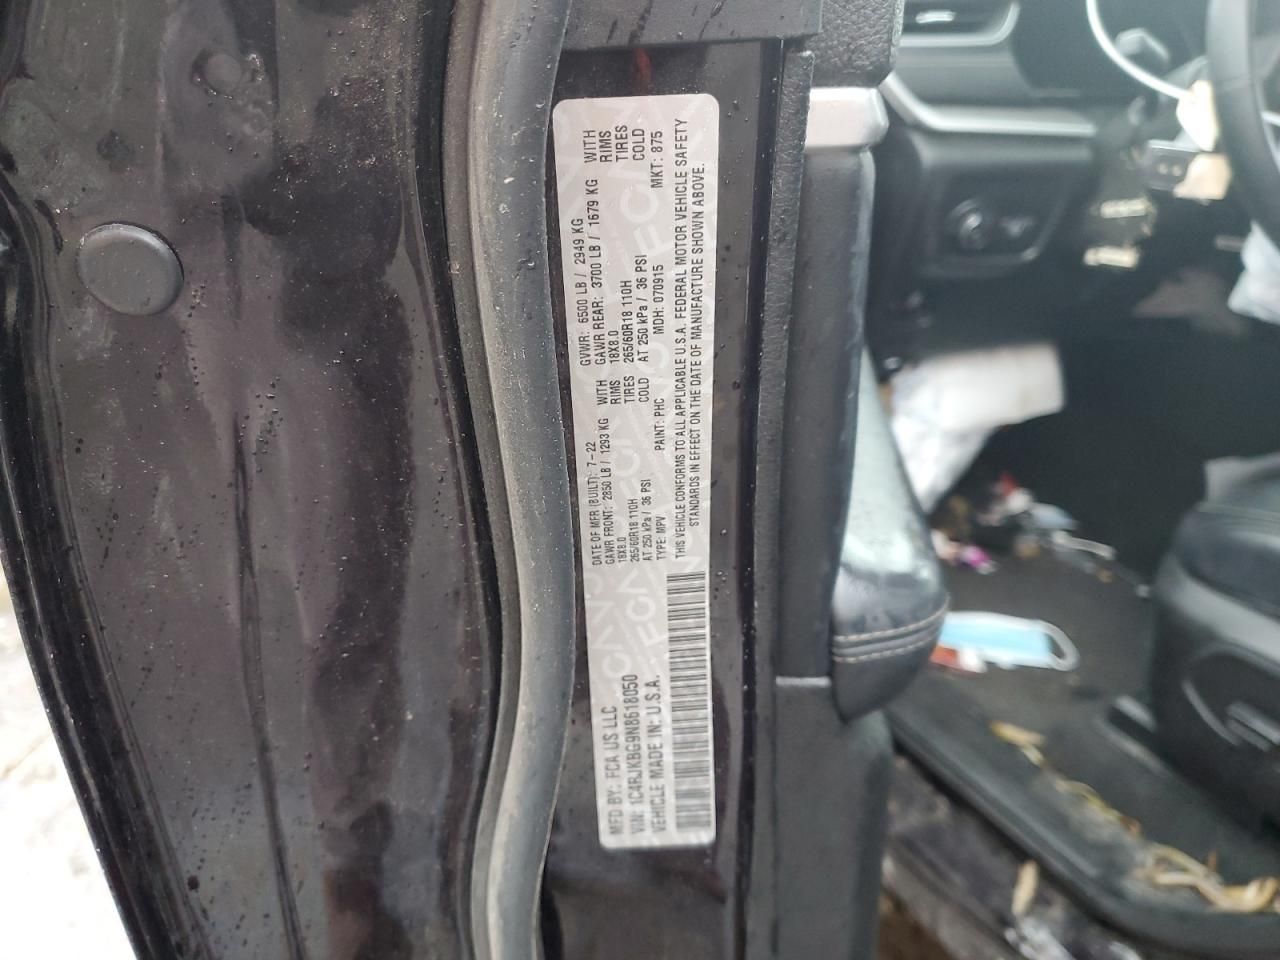 MFD BY: FCA US LLC
DATE OF MFR (BUILT): 7-22
GVWR: 6500 LB / 2949 KG
GAWR FRONT: 2850 LB / 1293 KG WITH
18X8.0 RIMS
265/60R18 110H TIRES
AT 250 kPa / 36 PSI COLD
GAWR REAR: 3700 LB / 1679 KG WITH
18X8.0 RIMS
265/60R18 110H TIRES
AT 250 kPa / 36 PSI COLD
VIN: 1C4RJKBG9N8618050
TYPE: MPV
PAINT: PHC
MDH: 070915
MKT: 875
VEHICLE MADE IN: U.S.A.
THIS VEHICLE CONFORMS TO ALL APPLICABLE U.S.A. FEDERAL MOTOR VEHICLE SAFETY
STANDARDS IN EFFECT ON THE DATE OF MANUFACTURE SHOWN ABOVE.